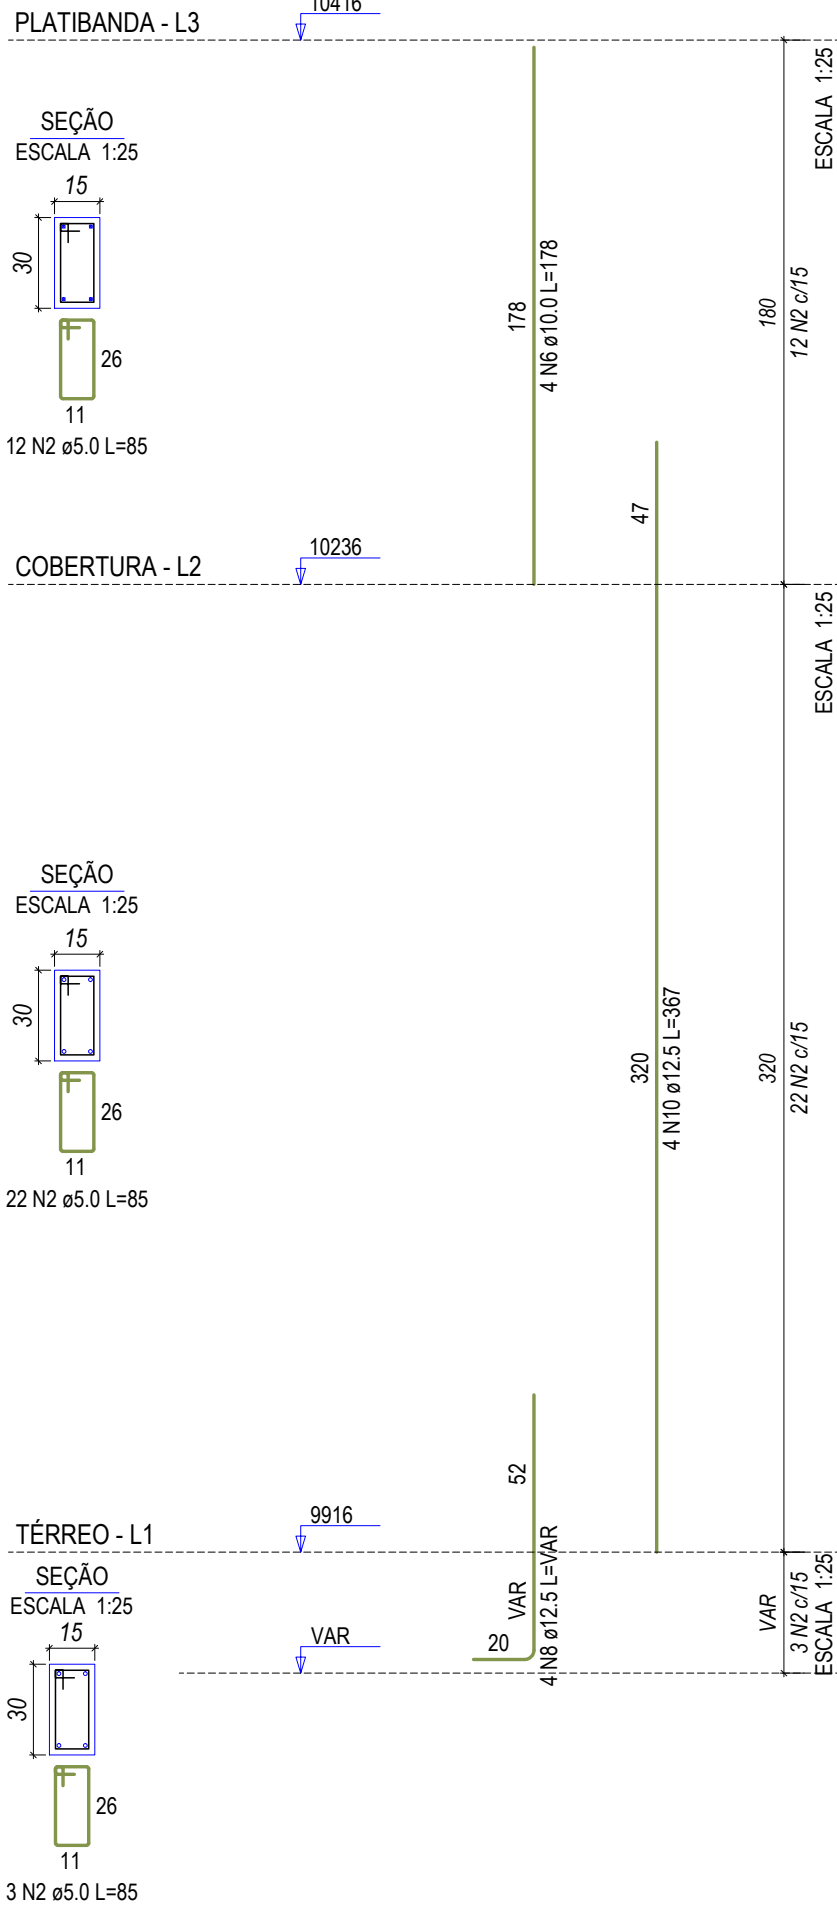 10416
PLATIBANDA - L3
ESCALA 1:25
SEÇÃO
ESCALA 1:25
15
30
26
11
12 N2 ø5.0 L=85
178
4 N6 ø10.0 L=178
180
12 N2 c/15
47
10236
COBERTURA - L2
ESCALA 1:25
SEÇÃO
ESCALA 1:25
15
30
26
11
22 N2 ø5.0 L=85
320
4 N10 ø12.5 L=367
320
22 N2 c/15
52
9916
TÉRREO - L1
SEÇÃO
ESCALA 1:25
15
30
VAR
20
VAR
4 N8 ø12.5 L=VAR
VAR
3 N2 c/15
ESCALA 1:25
26
11
3 N2 ø5.0 L=85